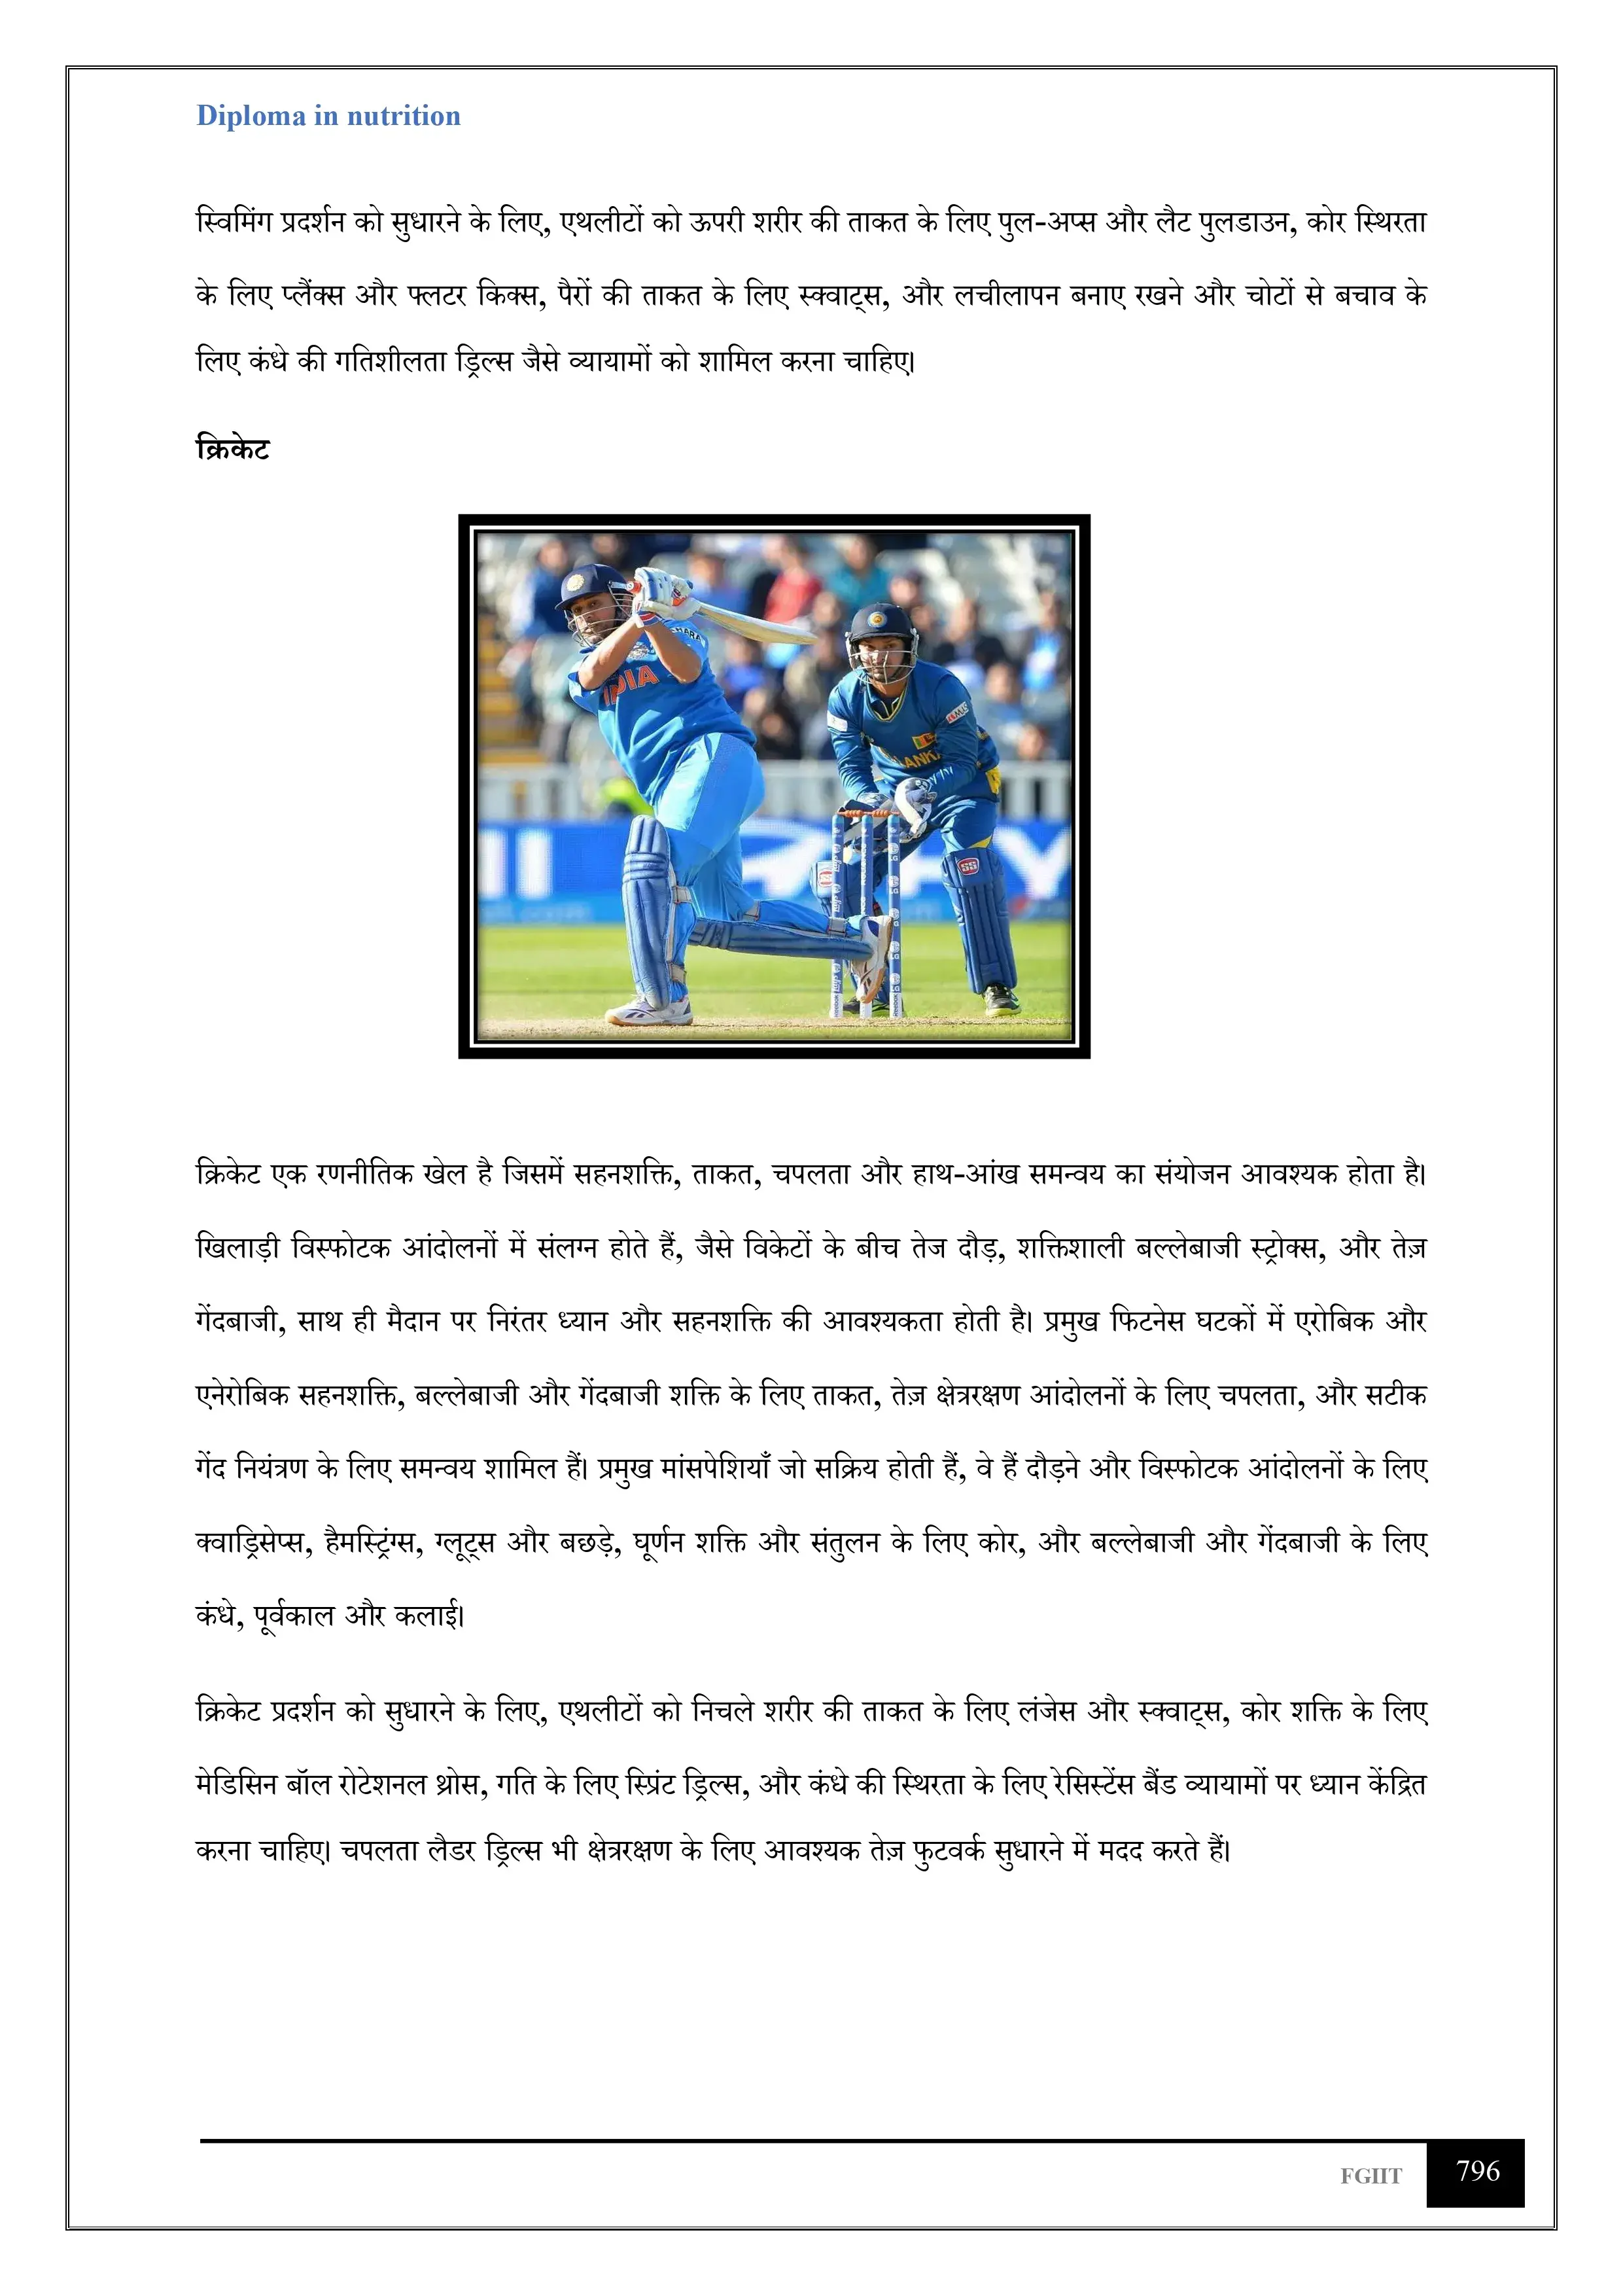 Diploma in nutrition
स्विमिंग प्रदर्शन को सुधारने के लिए, एथलीटों को ऊपरी शरीर की ताकत के लिए पुल-अप्स और लैट पुलडाउन, कोर स्थिरता
के लिए प्लैंक्स और फ्लटर किक्स, पैरों की ताकत के लिए स्क्वाट्स, और लचीलापन बनाए रखने और चोटों से बचाव के
लिए कंधे की गतिशीलता ड्रिल्स जैसे व्यायामों को शामिल करना चाहिए।
क्रिकेट
INDIA
LANKA
SS
LG
क्रिकेट एक रणनीतिक खेल है जिसमें सहनशक्ति, ताकत, चपलता और हाथ-आंख समन्वय का संयोजन आवश्यक होता है।
खिलाड़ी विस्फोटक आंदोलनों में संलग्न होते हैं, जैसे विकेटों के बीच तेज दौड़, शक्तिशाली बल्लेबाजी स्ट्रोक्स, और तेज़
गेंदबाजी, साथ ही मैदान पर निरंतर ध्यान और सहनशक्ति की आवश्यकता होती है। प्रमुख फिटनेस घटकों में एरोबिक और
एनेरोबिक सहनशक्ति, बल्लेबाजी और गेंदबाजी शक्ति के लिए ताकत, तेज़ क्षेत्ररक्षण आंदोलनों के लिए चपलता, और सटीक
गेंद नियंत्रण के लिए समन्वय शामिल हैं। प्रमुख मांसपेशियाँ जो सक्रिय होती हैं, वे हैं दौड़ने और विस्फोटक आंदोलनों के लिए
क्वाड्रिसेप्स, हैमस्ट्रिंग्स, ग्लूट्स और बछड़े, घूर्णन शक्ति और संतुलन के लिए कोर, और बल्लेबाजी और गेंदबाजी के लिए
कंधे, पूर्वकाल और कलाई।
क्रिकेट प्रदर्शन को सुधारने के लिए, एथलीटों को निचले शरीर की ताकत के लिए लंजेस और स्क्वाट्स, कोर शक्ति के लिए
मेडिसिन बॉल रोटेशनल थ्रोस, गति के लिए स्प्रिंट ड्रिल्स, और कंधे की स्थिरता के लिए रेसिस्टेंस बैंड व्यायामों पर ध्यान केंद्रित
करना चाहिए। चपलता लैडर ड्रिल्स भी क्षेत्ररक्षण के लिए आवश्यक तेज़ फुटवर्क सुधारने में मदद करते हैं।
FGIIT 796